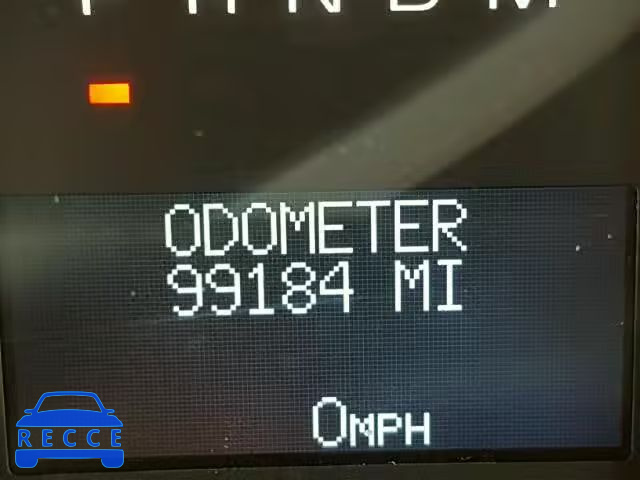 P R N D M
ODOMETER
99184 MI
0MPH
RECCE